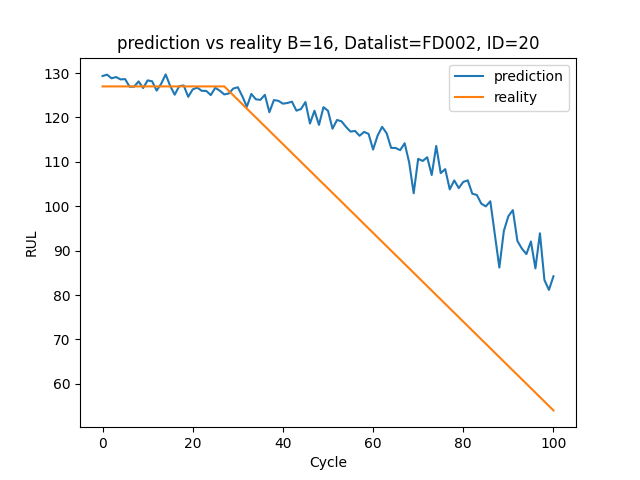 prediction vs reality B=16, Datalist=FD002, ID=20
prediction
reality
RUL
130
120
110
100
90
80
70
60
0 20 40 60 80 100
Cycle